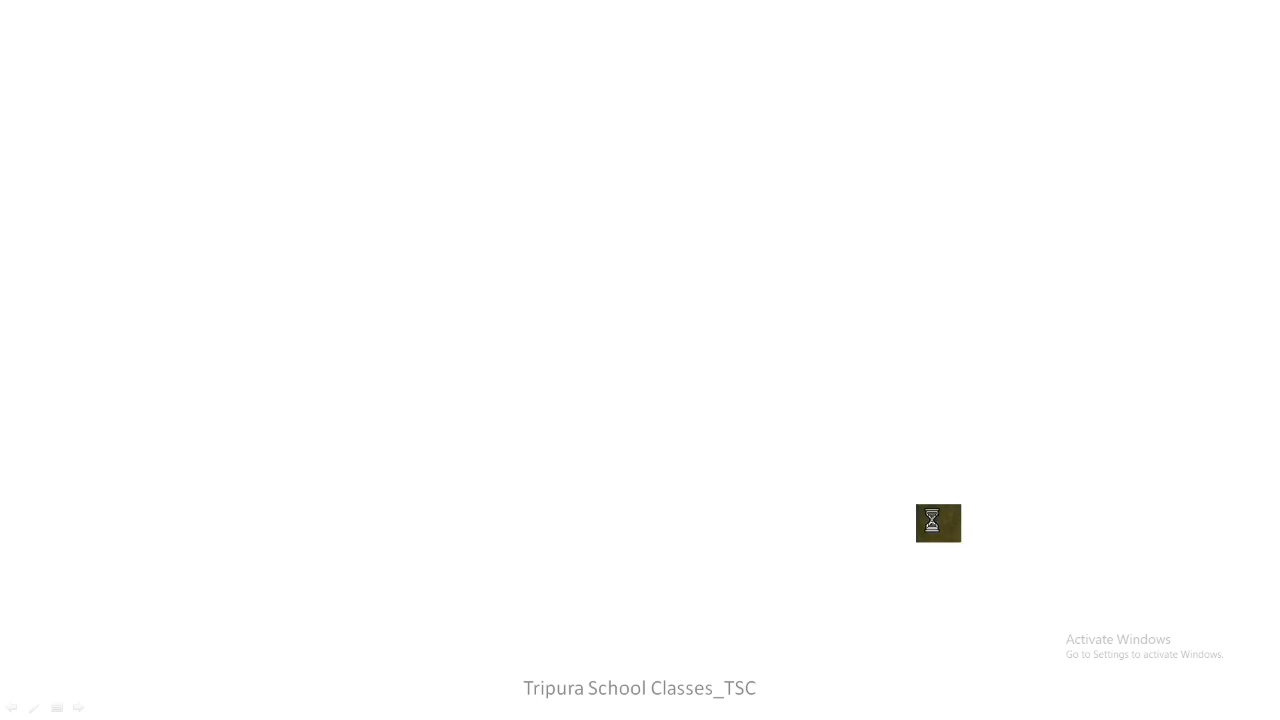 Activate Windows
Go to Settings to activate Windows.
Tripura School Classes_TSC